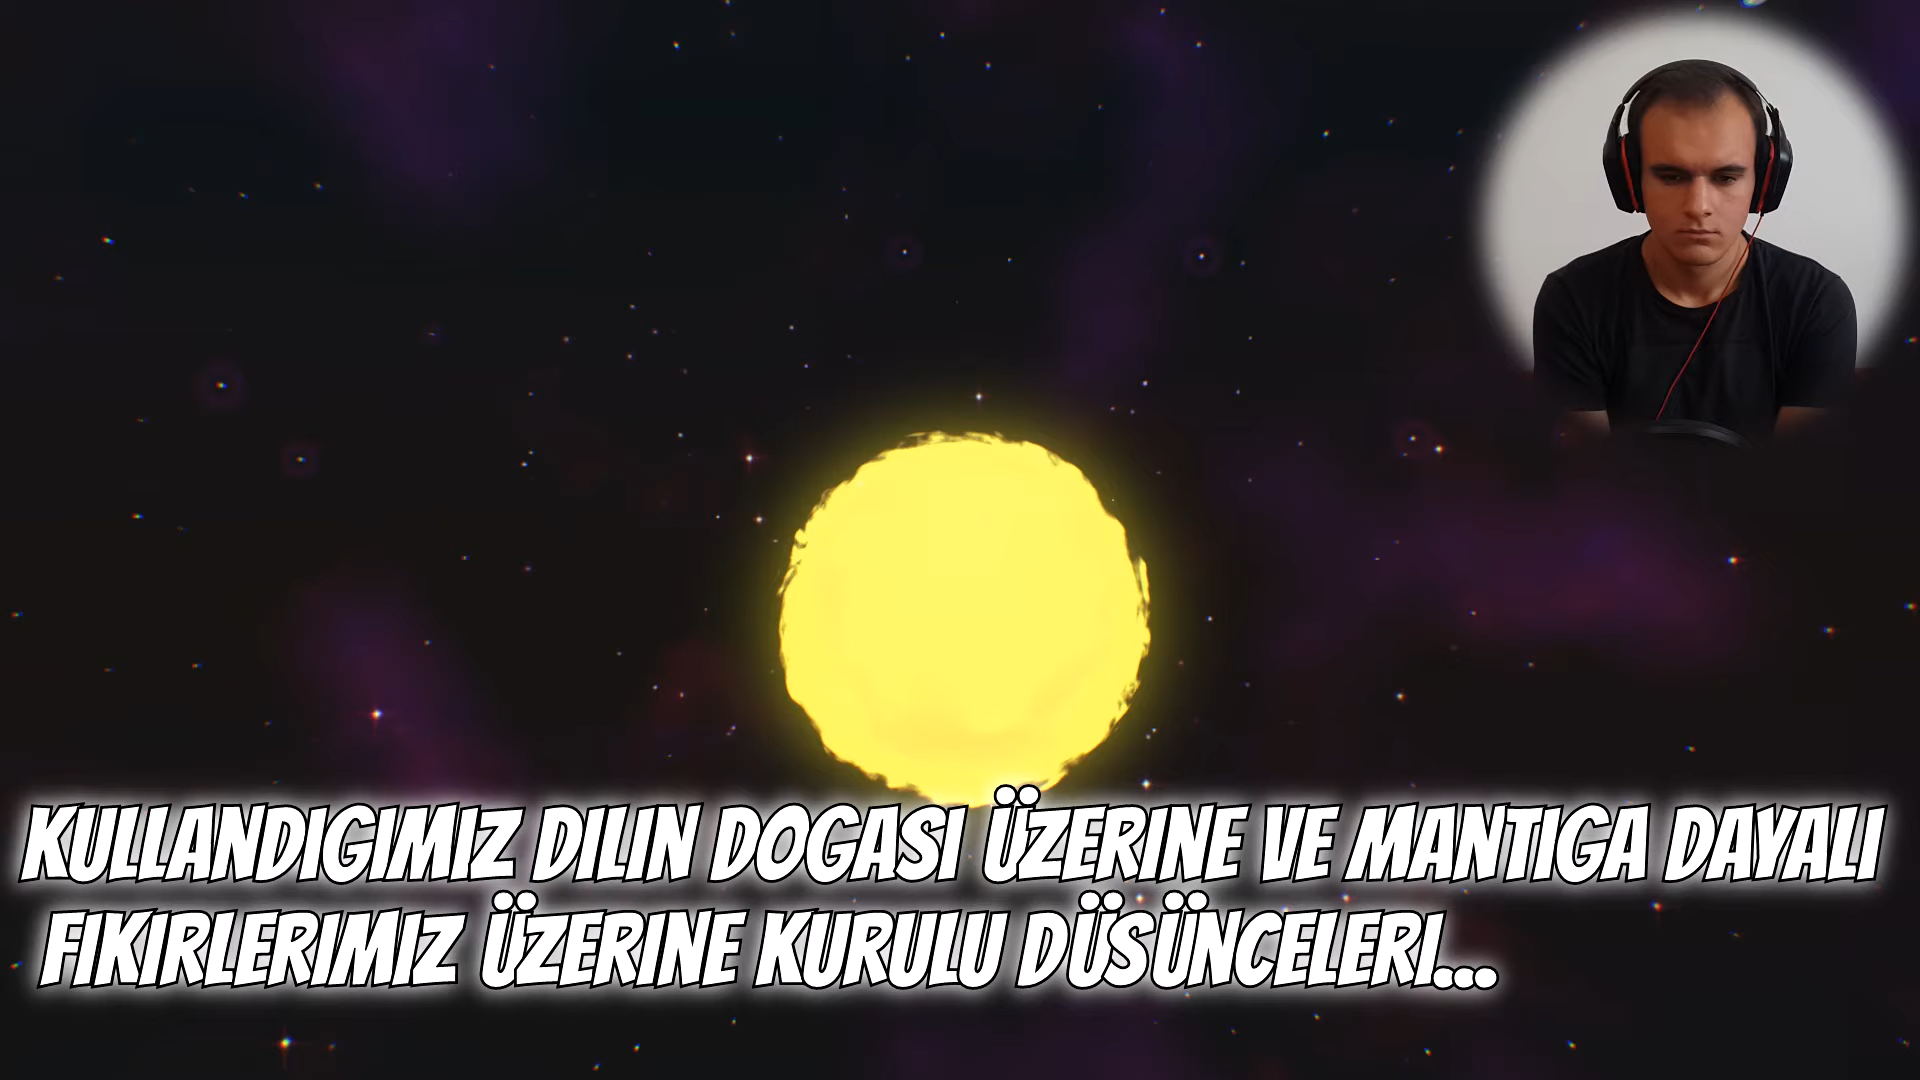 KULLANDIGIMIZ DILIN DOGASI ÜZERINE VE MANTIGA DAYALI
FIKIRLERIMIZ ÜZERINE KURULU DÜSÜNCELERI...